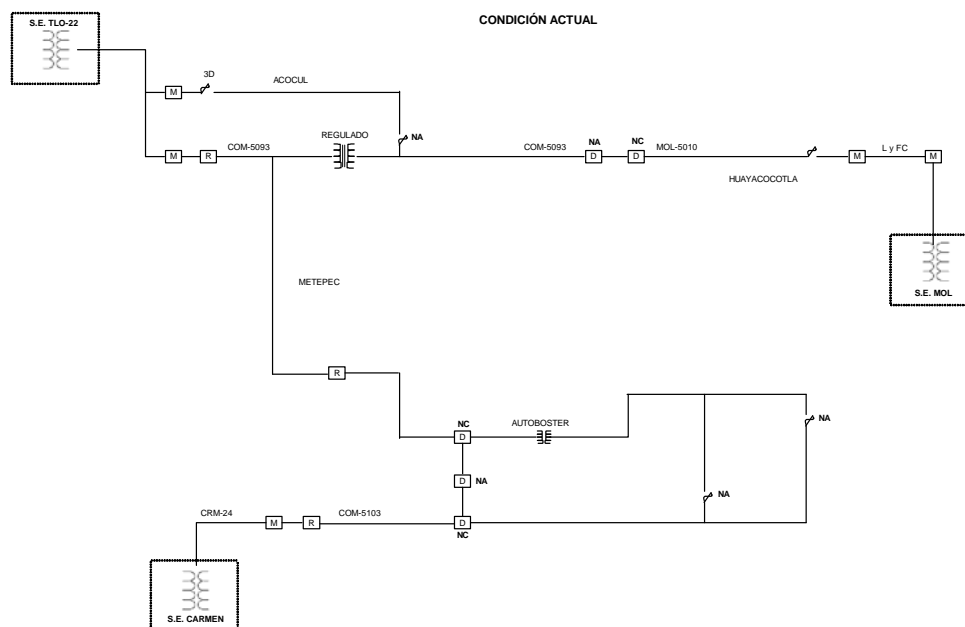 CONDICIÓN ACTUAL
S.E. TLO-22
3D
ACOCUL
M
NA
REGULADO
M
R
COM-5093
COM-5093
NA
D
NC
D
MOL-5010
M
L y FC
M
HUAYACOCOTLA
S.E. MOL
METEPEC
R
NC
D
AUTOBOSTER
NA
D
NA
NA
CRM-24
M
R
COM-5103
D
NC
S.E. CARMEN